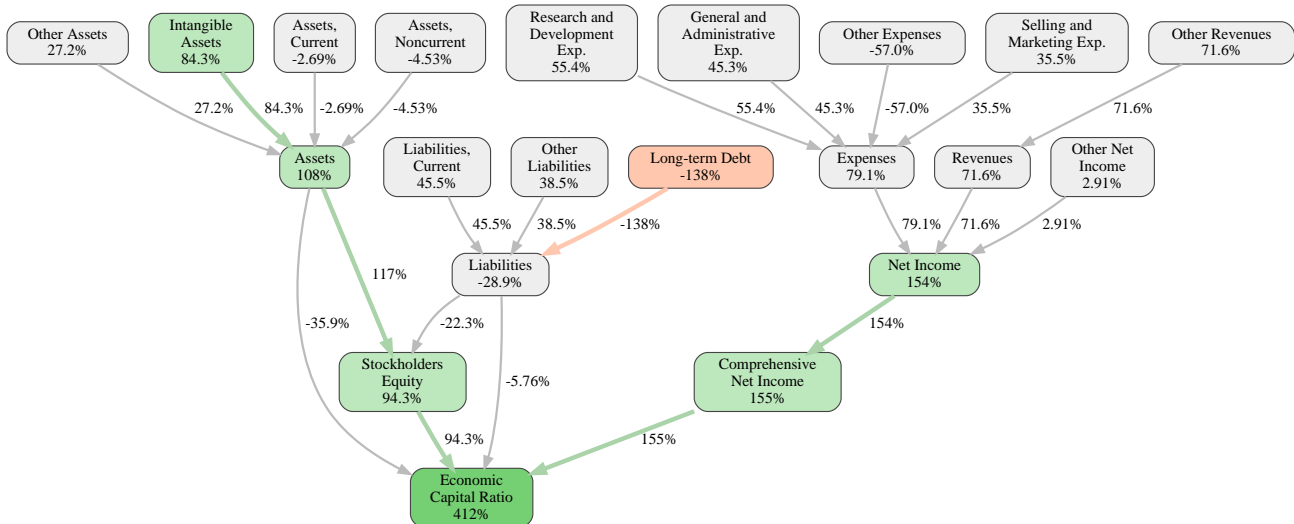 Other Assets
27.2%
Intangible
Assets
84.3%
Assets,
Current
-2.69%
Assets,
Noncurrent
-4.53%
Research and
Development
Exp.
55.4%
General and
Administrative
Exp.
45.3%
Other Expenses
-57.0%
Selling and
Marketing Exp.
35.5%
Other Revenues
71.6%
27.2%
84.3%
-2.69%
-4.53%
55.4%
45.3%
-57.0%
35.5%
71.6%
Assets
108%
Liabilities,
Current
45.5%
Other
Liabilities
38.5%
Long-term Debt
-138%
Expenses
79.1%
Revenues
71.6%
Other Net
Income
2.91%
45.5%
38.5%
-138%
79.1%
71.6%
2.91%
117%
Liabilities
-28.9%
Net Income
154%
-35.9%
-22.3%
154%
Stockholders
Equity
94.3%
-5.76%
Comprehensive
Net Income
155%
94.3%
155%
Economic
Capital Ratio
412%